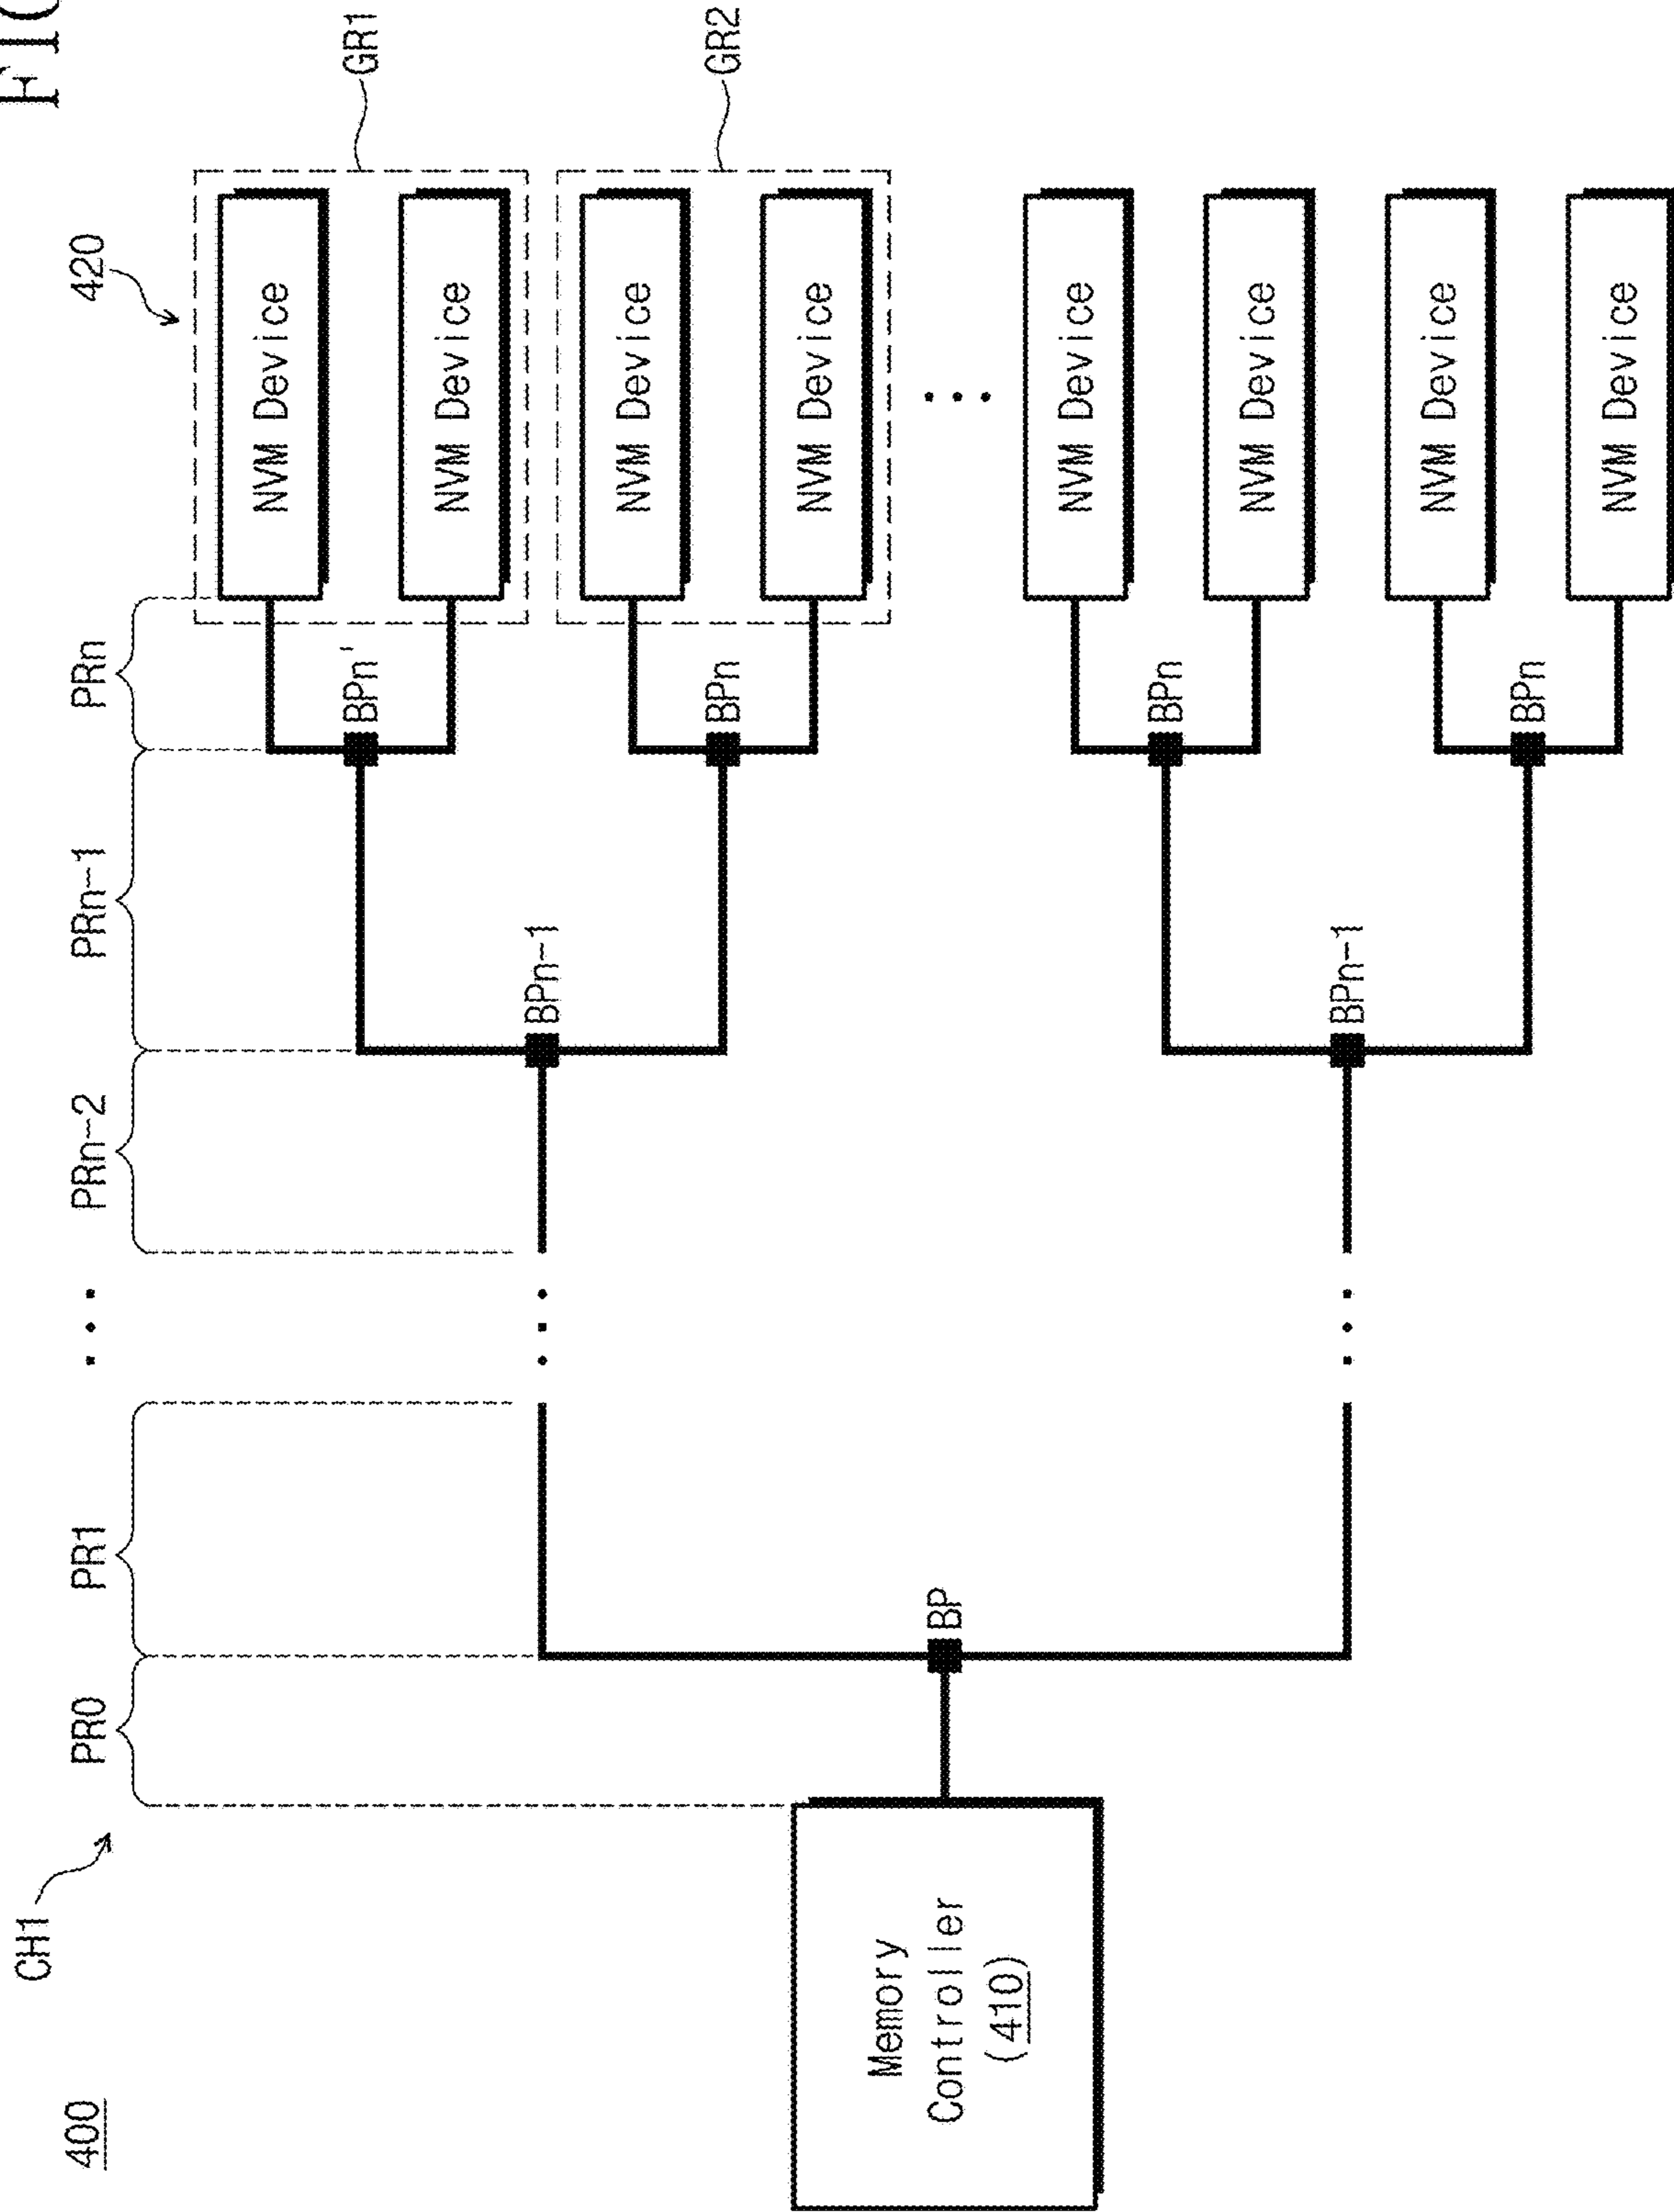 FIG
400
CH1
PR0
PR1
...
PRn-2
PRn-1
PRn
420
GR1
GR2
NVM Device
NVM Device
NVM Device
NVM Device
...
NVM Device
NVM Device
NVM Device
NVM Device
BPn'
BPn
BPn
BPn
BPn-1
BPn-1
BP
Memory
Controller
(410)